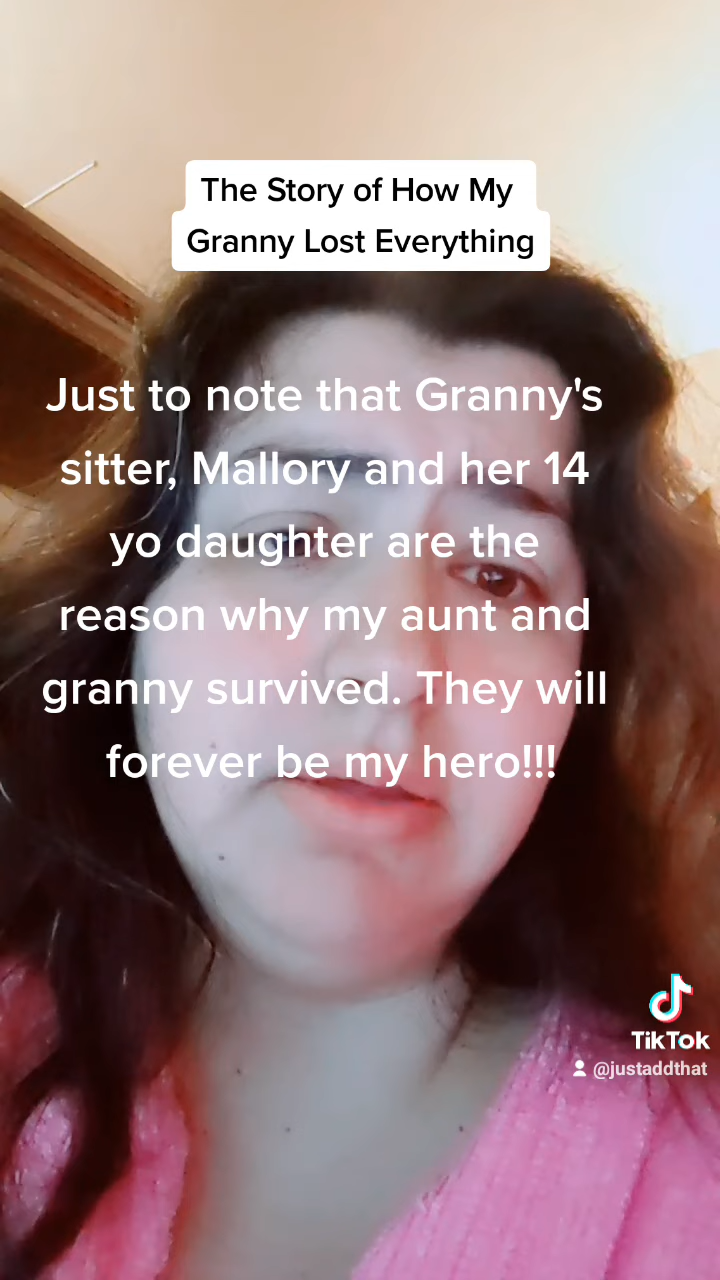 The Story of How My
Granny Lost Everything
Just to note that Granny's
sitter, Mallory and her 14
yo daughter are the
reason why my aunt and
granny survived. They will
forever be my hero!!!
TikTok
@justaddthat